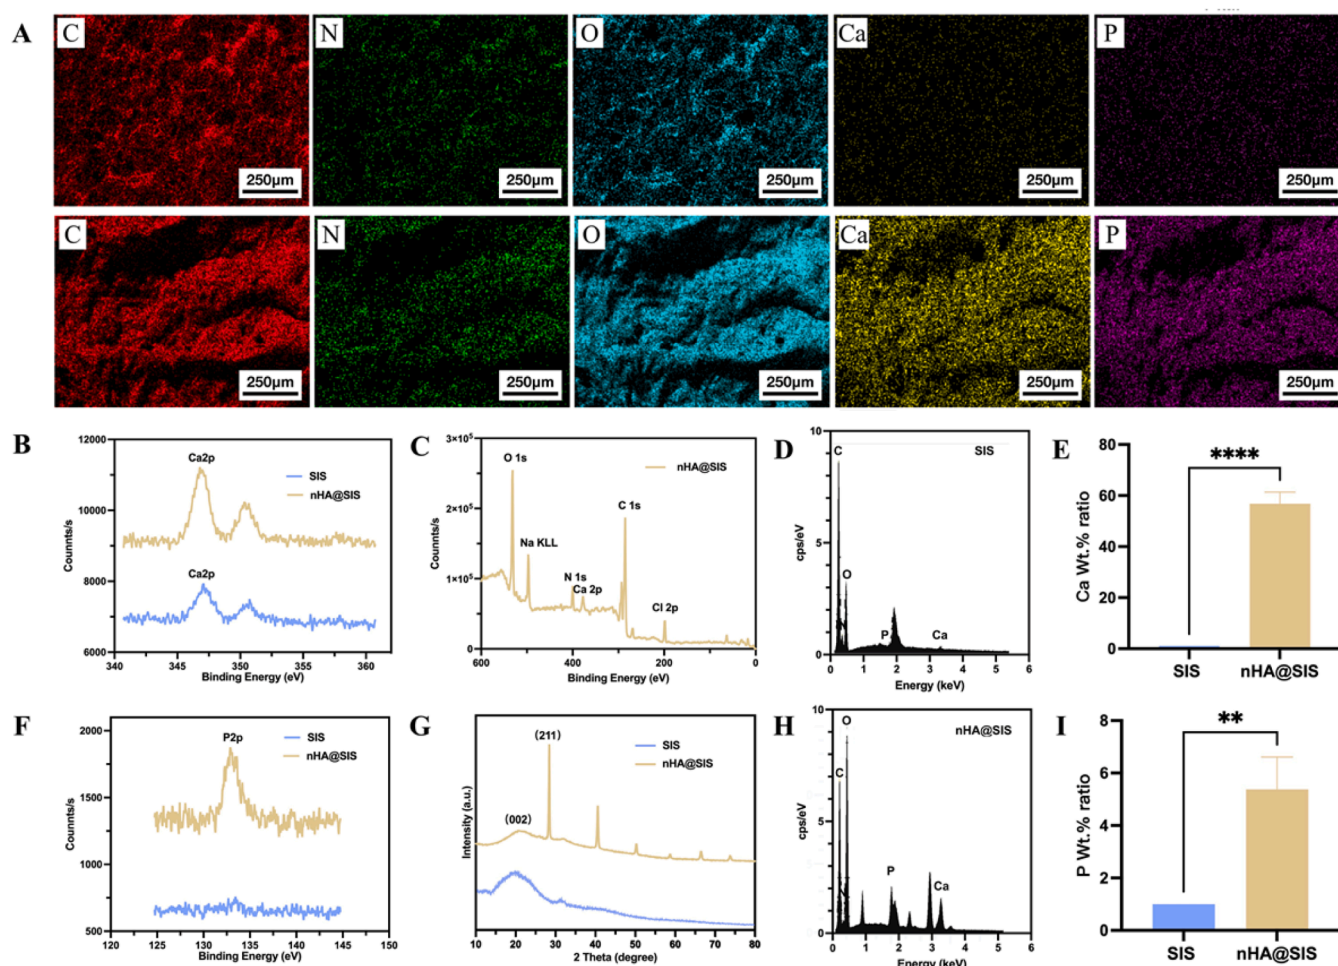 A
C
N
O
Ca
P
250μm
250μm
250μm
250μm
250μm
C
N
O
Ca
P
250μm
250μm
250μm
250μm
250μm
B
12000
10000
8000
6000
Counnts/s
Ca2p
Ca2p
SIS
nHA@SIS
340
345
350
355
360
Binding Energy (eV)
C
3×10⁵
2×10⁵
1×10⁵
0
Counnts/s
O 1s
Na KLL
N 1s
Ca 2p
C 1s
Cl 2p
nHA@SIS
600
400
200
0
Binding Energy (eV)
D
10
5
0
cps/eV
C
O
P
Ca
SIS
0
1
2
3
4
5
6
Energy (keV)
E
80
60
40
20
0
Ca Wt.% ratio
****
SIS
nHA@SIS
F
2000
1500
1000
500
Counnts/s
P2p
SIS
nHA@SIS
120
125
130
135
140
145
150
Binding Energy (eV)
G
Intensity (a.u.)
(211)
(002)
SIS
nHA@SIS
10
20
30
40
50
60
70
80
2 Theta (degree)
H
10
5
0
cps/eV
O
C
P
Ca
nHA@SIS
0
1
2
3
4
5
6
Energy (keV)
I
8
6
4
2
0
P Wt.% ratio
**
SIS
nHA@SIS